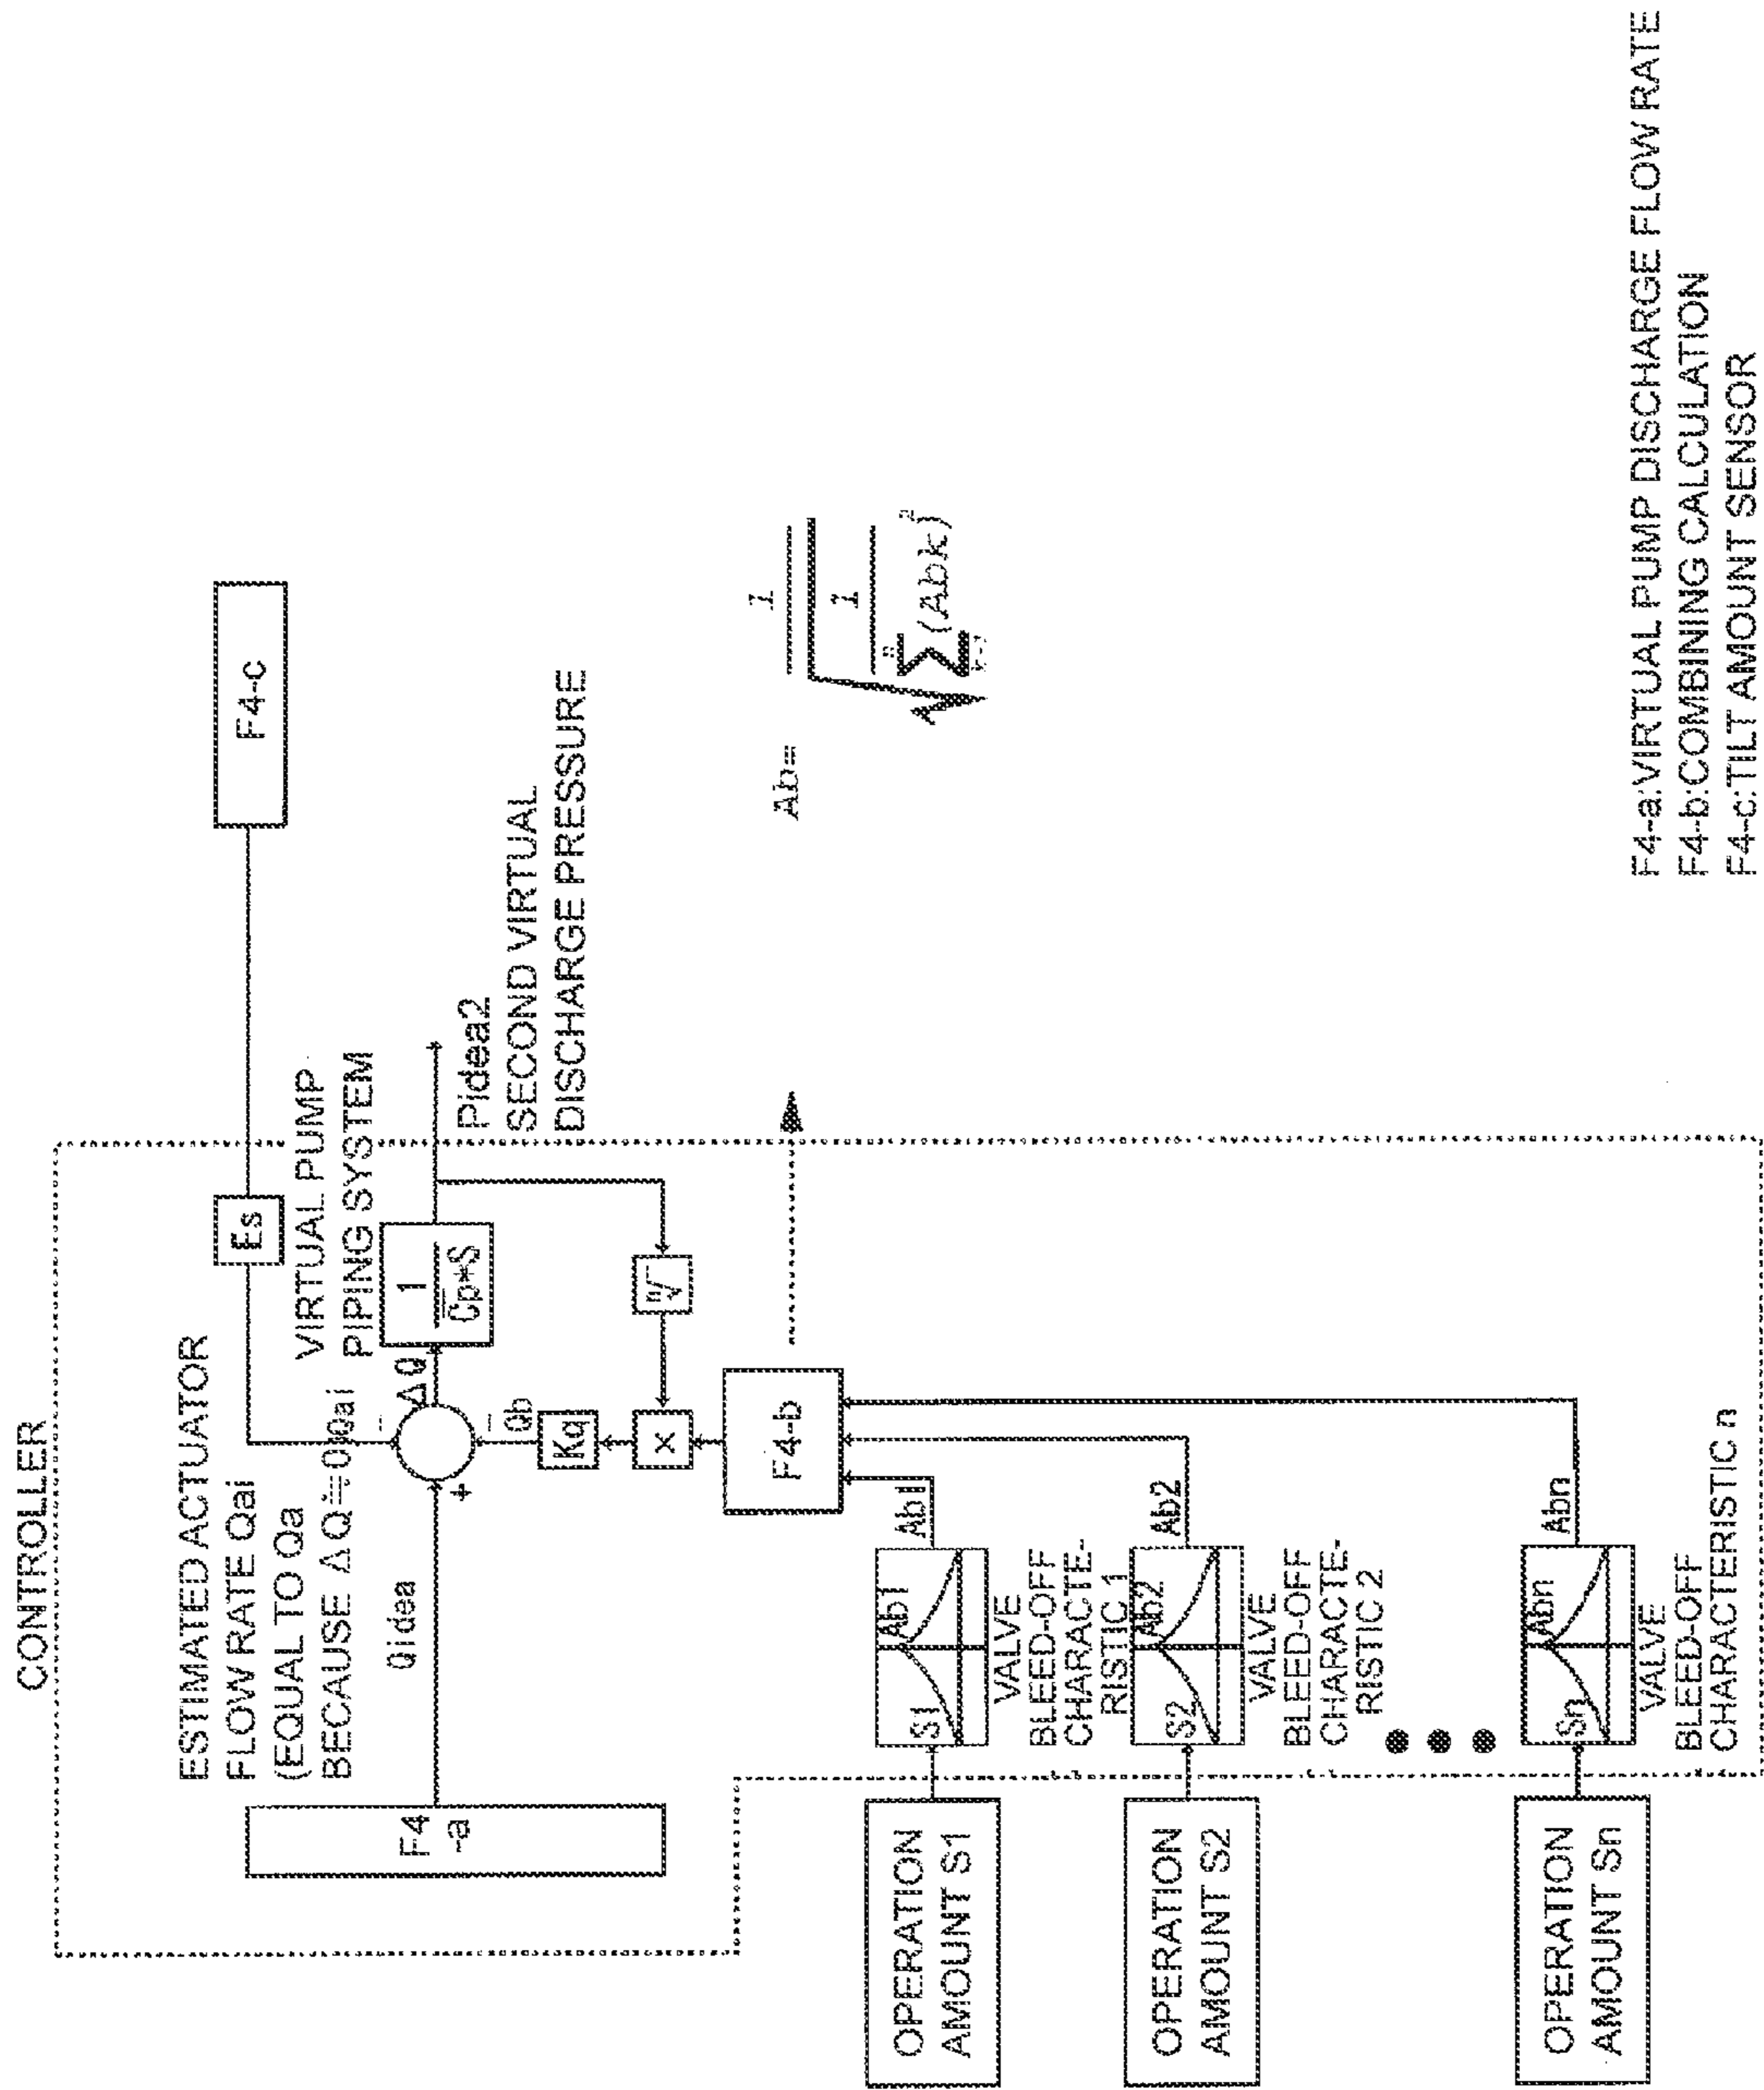 CONTROLLER
ESTIMATED ACTUATOR
FLOW RATE Qai
(EQUAL TO Qa
BECAUSE ΔQ≒0)
Qai
VIRTUAL PUMP
PIPING SYSTEM
Es
F4-c
F4
-a
Qidea
+
−
ΔQ
1
Cp*S
Pidea2
SECOND VIRTUAL
DISCHARGE PRESSURE
−
Qb
Kq
×
n√
F4-b
Ab=
1
1
n
∑(Abk)²
OPERATION
AMOUNT S1
S1
Ab1
Ab1
VALVE
BLEED-OFF
CHARACTE-
RISTIC 1
OPERATION
AMOUNT S2
S2
Ab2
Ab2
VALVE
BLEED-OFF
CHARACTE-
RISTIC 2
OPERATION
AMOUNT Sn
Sn
Abn
Abn
VALVE
BLEED-OFF
CHARACTERISTIC n
F4-a:VIRTUAL PUMP DISCHARGE FLOW RATE
F4-b:COMBINING CALCULATION
F4-c:TILT AMOUNT SENSOR